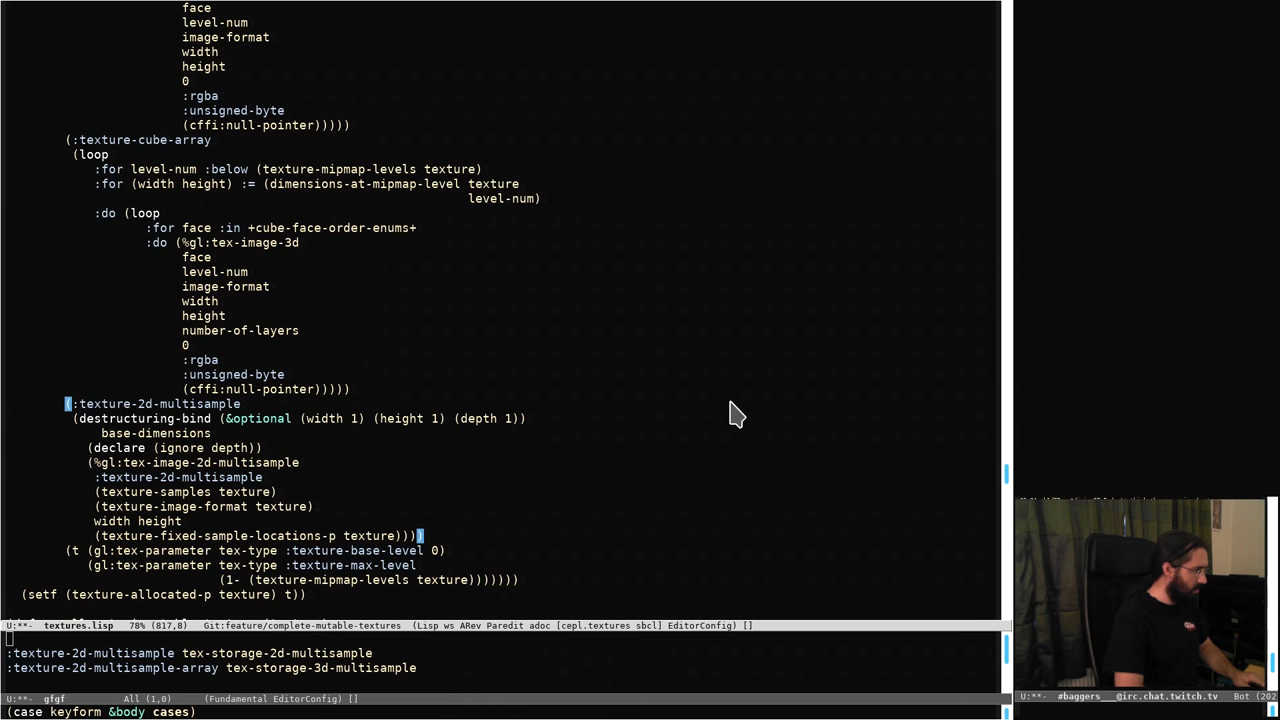 face
level-num
image-format
width
height
0
:rgba
:unsigned-byte
(cffi:null-pointer)))))
(:texture-cube-array
(loop
:for level-num :below (texture-mipmap-levels texture)
:for (width height) := (dimensions-at-mipmap-level texture
level-num)
:do (loop
:for face :in +cube-face-order-enums+
:do (%gl:tex-image-3d
face
level-num
image-format
width
height
number-of-layers
0
:rgba
:unsigned-byte
(cffi:null-pointer)))))
(:texture-2d-multisample
(destructuring-bind (&optional (width 1) (height 1) (depth 1))
base-dimensions
(declare (ignore depth))
(%gl:tex-image-2d-multisample
:texture-2d-multisample
(texture-samples texture)
(texture-image-format texture)
width height
(texture-fixed-sample-locations-p texture))))
(t (gl:tex-parameter tex-type :texture-base-level 0)
(gl:tex-parameter tex-type :texture-max-level
(1- (texture-mipmap-levels texture)))))))
(setf (texture-allocated-p texture) t))
U:**- textures.lisp 78% (817,8) Git:feature/complete-mutable-textures (Lisp ws ARev Paredit adoc [cepl.textures sbcl] EditorConfig) []
:texture-2d-multisample tex-storage-2d-multisample
:texture-2d-multisample-array tex-storage-3d-multisample
U:**- gfgf All (1,0) (Fundamental EditorConfig) []
(case keyform &body cases)
U:**- #baggers___@irc.chat.twitch.tv Bot (202